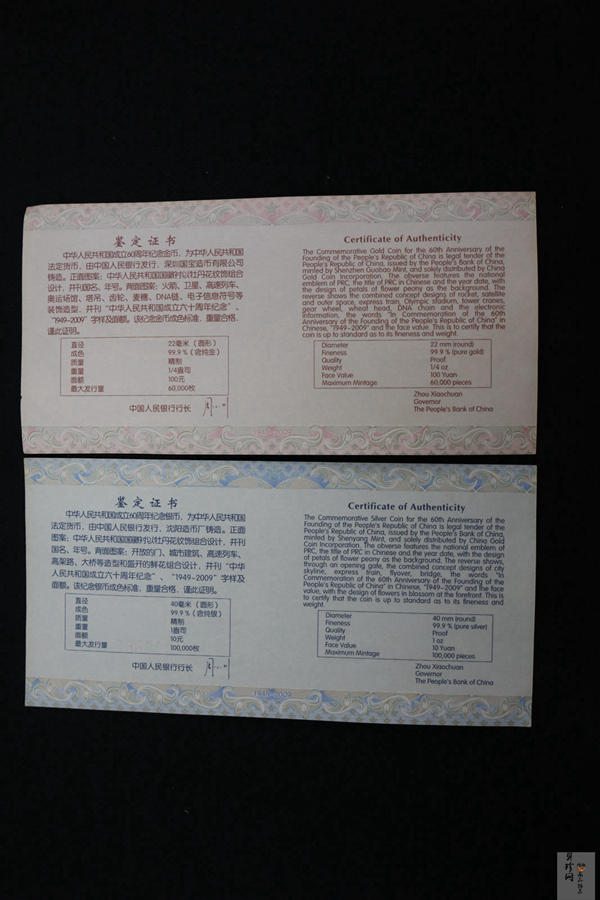 鉴定证书
中华人民共和国成立60周年纪念金币，为中华人民共和国
法定货币，由中国人民银行发行，深圳国宝造币有限公司
铸造。正面图案：中华人民共和国国徽衬以牡丹花纹饰组合
设计，并刊国名、年号。背面图案：火箭、卫星、高速列车、
奥运场馆、塔吊、齿轮、麦穗、DNA链、电子信息符号等
装饰造型，并刊“中华人民共和国成立六十周年纪念”、
“1949-2009”字样及面额。该纪念金币成色标准，重量合格，
谨此证明。
直径 22毫米（圆形）
成色 99.9％（含纯金）
质量 精制
重量 1/4盎司
面额 100元
最大发行量 60,000枚
中国人民银行行长
Certificate of Authenticity
The Commemorative Gold Coin for the 60th Anniversary of the
Founding of the People's Republic of China is legal tender of the
People's Republic of China, issued by the People's Bank of China,
minted by Shenzhen Guobao Mint, and solely distributed by China
Gold Coin Incorporation. The obverse features the national
emblem of PRC, the title of PRC in Chinese and the year date, with
the design of petals of flower peony as the background. The
reverse shows the combined concept designs of rocket, satellite
and outer space, express train, Olympic stadium, tower cranes,
gear wheel, wheat head, DNA chain and the electronic
information, the words "In Commemoration of the 60th
Anniversary of the Founding of the People's Republic of China" in
Chinese, "1949-2009" and the face value. This is to certify that the
coin is up to standard as to its fineness and weight.
Diameter 22 mm (round)
Fineness 99.9 % (pure gold)
Quality Proof
Weight 1/4 oz
Face Value 100 Yuan
Maximum Mintage 60,000 pieces
Zhou Xiaochuan
Governor
The People's Bank of China
鉴定证书
中华人民共和国成立60周年纪念银币，为中华人民共和国
法定货币，由中国人民银行发行，沈阳造币厂铸造。正面
图案：中华人民共和国国徽衬以牡丹花纹饰组合设计，并刊
国名、年号。背面图案：开放的门、城市建筑、高速列车、
高架路、大桥等造型和盛开的鲜花组合设计，并刊“中华
人民共和国成立六十周年纪念”、“1949-2009”字样及
面额。该纪念银币成色标准，重量合格，谨此证明。
直径 40毫米（圆形）
成色 99.9％（含纯银）
质量 精制
重量 1盎司
面额 10元
最大发行量 100,000枚
中国人民银行行长
Certificate of Authenticity
The Commemorative Silver Coin for the 60th Anniversary of the
Founding of the People's Republic of China is legal tender of the
People's Republic of China, issued by the People's Bank of China,
minted by Shenyang Mint, and solely distributed by China Gold
Coin Incorporation. The obverse features the national emblem of
PRC, the title of PRC in Chinese and the year date, with the design
of petals of flower peony as the background. The reverse shows,
through an opening gate, the combined concept designs of city
skyline, express train, flyover, bridge, the words "In
Commemoration of the 60th Anniversary of the Founding of the
People's Republic of China" in Chinese, "1949-2009" and the face
value, with the design of flowers in blossom at the forefront. This is
to certify that the coin is up to standard as to its fineness and
weight.
Diameter 40 mm (round)
Fineness 99.9 % (pure silver)
Quality Proof
Weight 1 oz
Face Value 10 Yuan
Maximum Mintage 100,000 pieces
Zhou Xiaochuan
Governor
The People's Bank of China
1949-2009